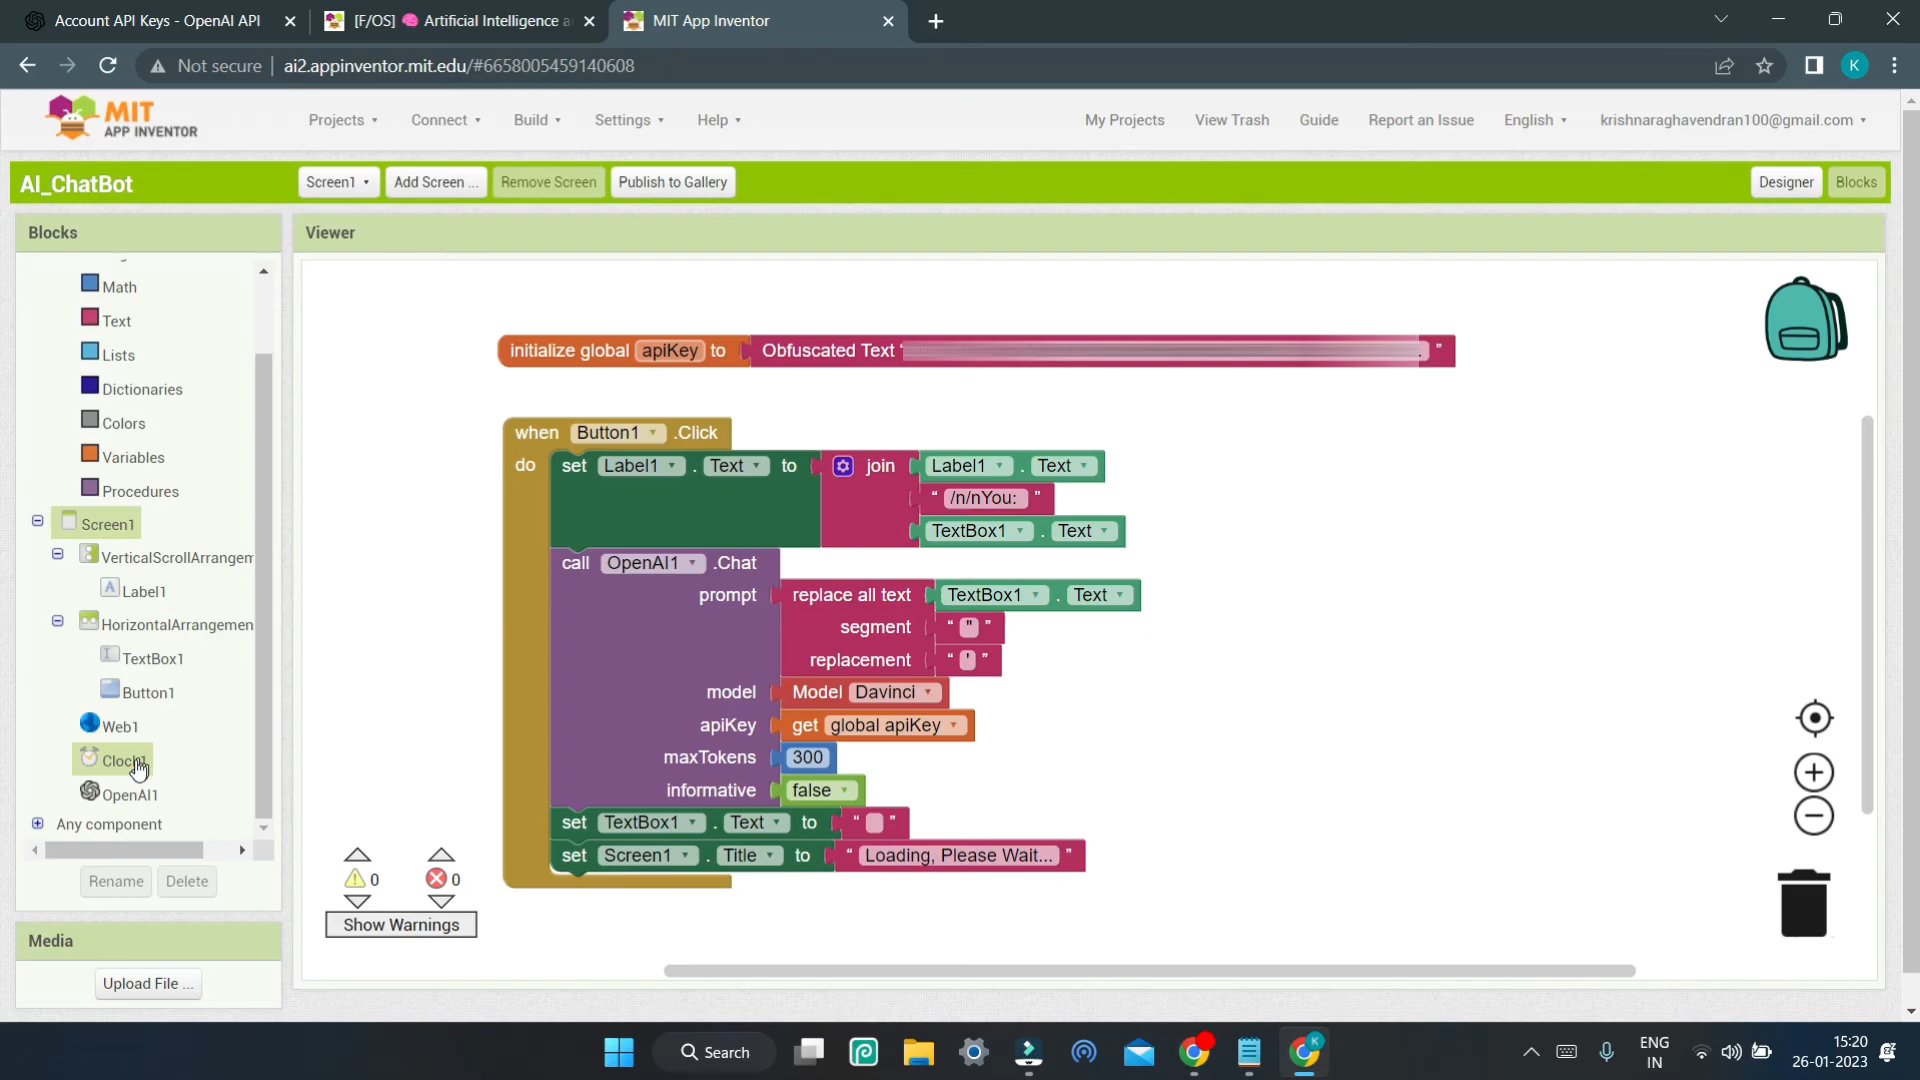 Account API Keys - OpenAI API
[F/OS] 🧠 Artificial Intelligence a
MIT App Inventor
Not secure
ai2.appinventor.mit.edu/#6658005459140608
K
MIT
APP INVENTOR
Projects
Connect
Build
Settings
Help
My Projects
View Trash
Guide
Report an Issue
English
krishnaraghavendran100@gmail.com
AI_ChatBot
Screen1
Add Screen ...
Remove Screen
Publish to Gallery
Designer
Blocks
Blocks
Viewer
Math
Text
Lists
Dictionaries
Colors
Variables
Procedures
Screen1
VerticalScrollArrangem
Label1
HorizontalArrangemen
TextBox1
Button1
Web1
Clock1
OpenAI1
Any component
Rename
Delete
Media
Upload File ...
initialize global apiKey to Obfuscated Text “ . ”
when Button1 .Click
do set Label1 . Text to join Label1 . Text
“ /n/nYou: ”
TextBox1 . Text
call OpenAI1 .Chat
prompt replace all text TextBox1 . Text
segment “ " ”
replacement “ ' ”
model Model Davinci
apiKey get global apiKey
maxTokens 300
informative false
set TextBox1 . Text to “ ”
set Screen1 . Title to “ Loading, Please Wait... ”
0
0
Show Warnings
Search
K
ENG
IN
15:20
26-01-2023